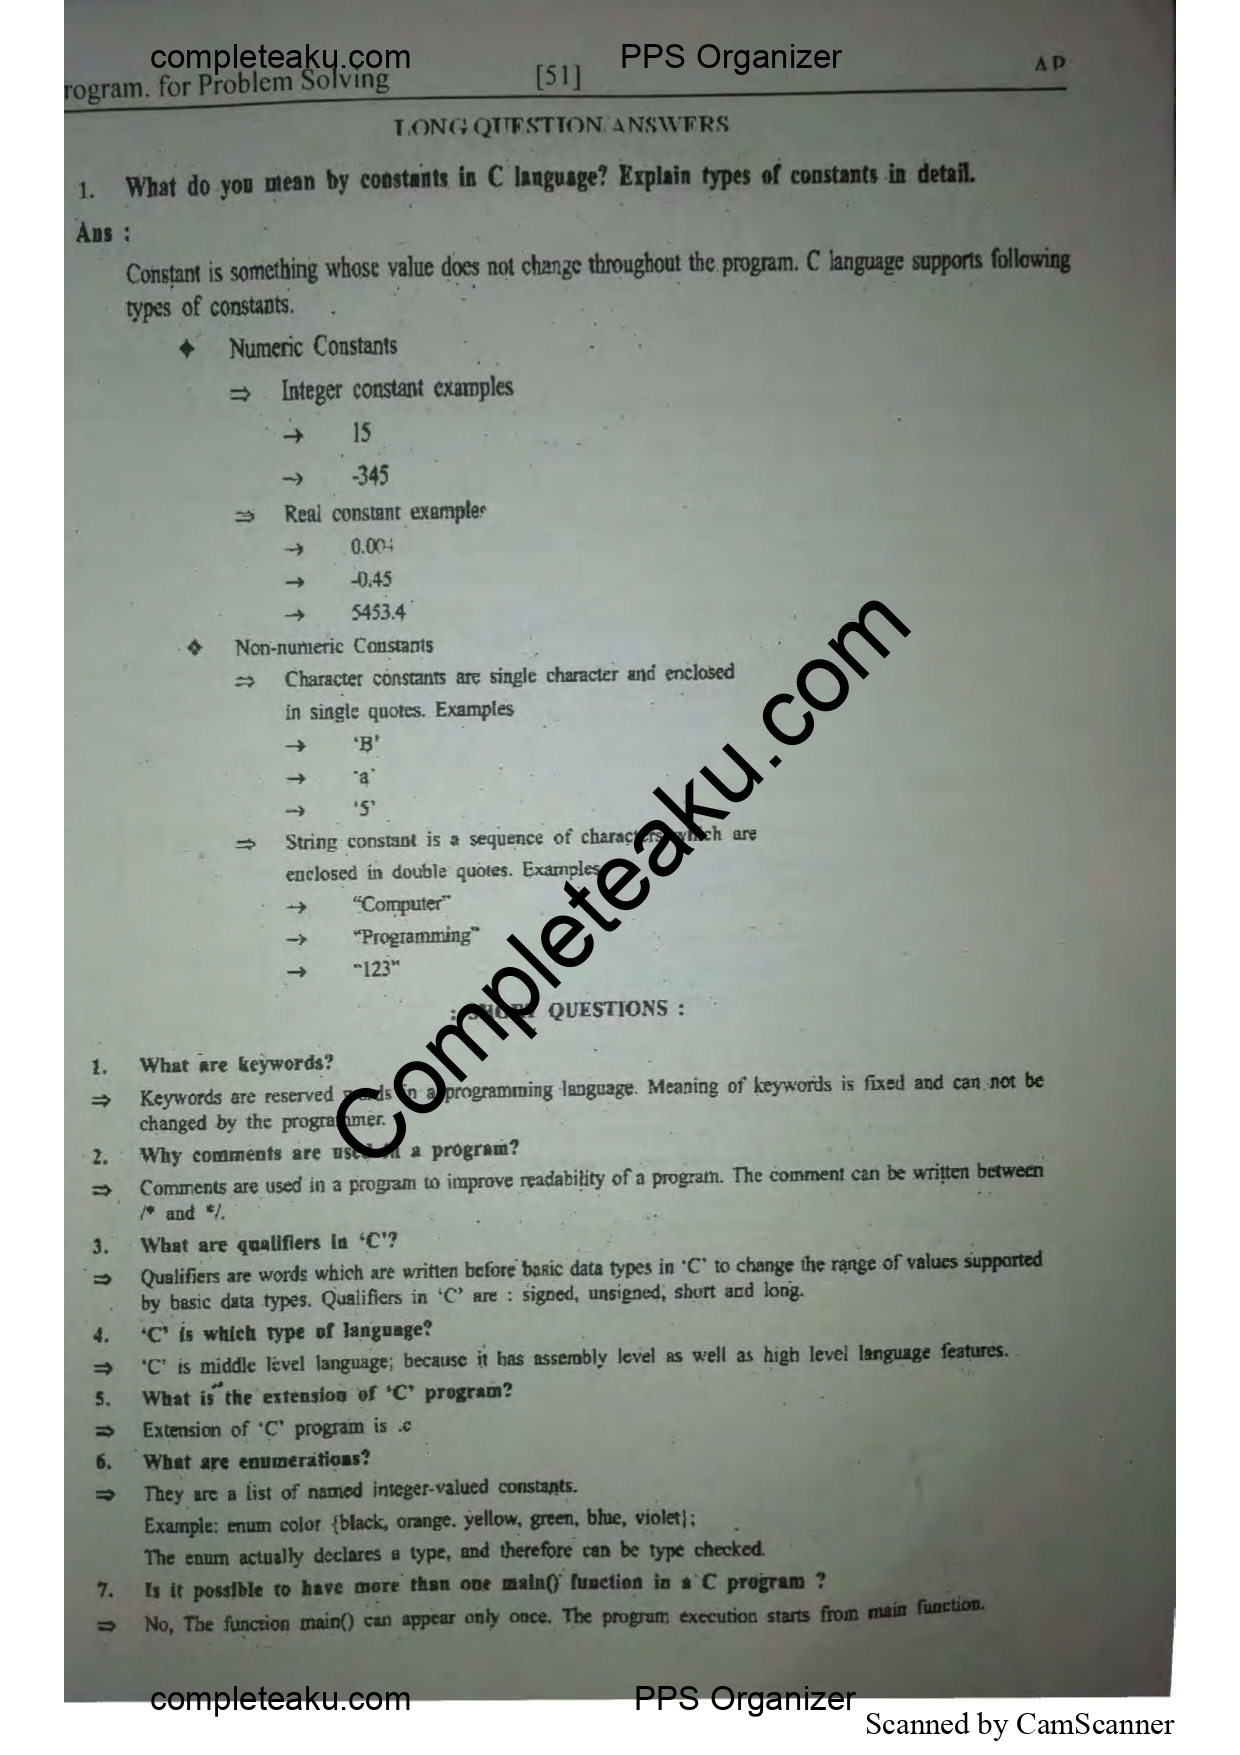 completeaku.com PPS Organizer
rogram. for Problem Solving [51] A P
LONG QUESTION ANSWERS
1. What do you mean by constants in C language? Explain types of constants in detail.
Ans :
Constant is something whose value does not change throughout the program. C language supports following
types of constants.
❖ Numeric Constants
⇒ Integer constant examples
→ 15
→ -345
⇒ Real constant examples
→ 0.004
→ -0.45
→ 5453.4
❖ Non-numeric Constants
⇒ Character constants are single character and enclosed
in single quotes. Examples
→ ‘B’
→ ‘a’
→ ‘5’
⇒ String constant is a sequence of characters which are
enclosed in double quotes. Examples
→ “Computer”
→ “Programming”
→ “123”
Completeaku.com
: SHORT QUESTIONS :
1. What are keywords?
⇒ Keywords are reserved words in a programming language. Meaning of keywords is fixed and can not be
changed by the programmer.
2. Why comments are used in a program?
⇒ Comments are used in a program to improve readability of a program. The comment can be written between
/* and */.
3. What are qualifiers in ‘C’?
⇒ Qualifiers are words which are written before basic data types in ‘C’ to change the range of values supported
by basic data types. Qualifiers in ‘C’ are : signed, unsigned, short and long.
4. ‘C’ is which type of language?
⇒ ‘C’ is middle level language; because it has assembly level as well as high level language features.
5. What is the extension of ‘C’ program?
⇒ Extension of ‘C’ program is .c
6. What are enumerations?
⇒ They are a list of named integer-valued constants.
Example: enum color {black, orange. yellow, green, blue, violet};
The enum actually declares a type, and therefore can be type checked.
7. Is it possible to have more than one main() function in a C program ?
⇒ No, The function main() can appear only once. The program execution starts from main function.
completeaku.com PPS Organizer
Scanned by CamScanner